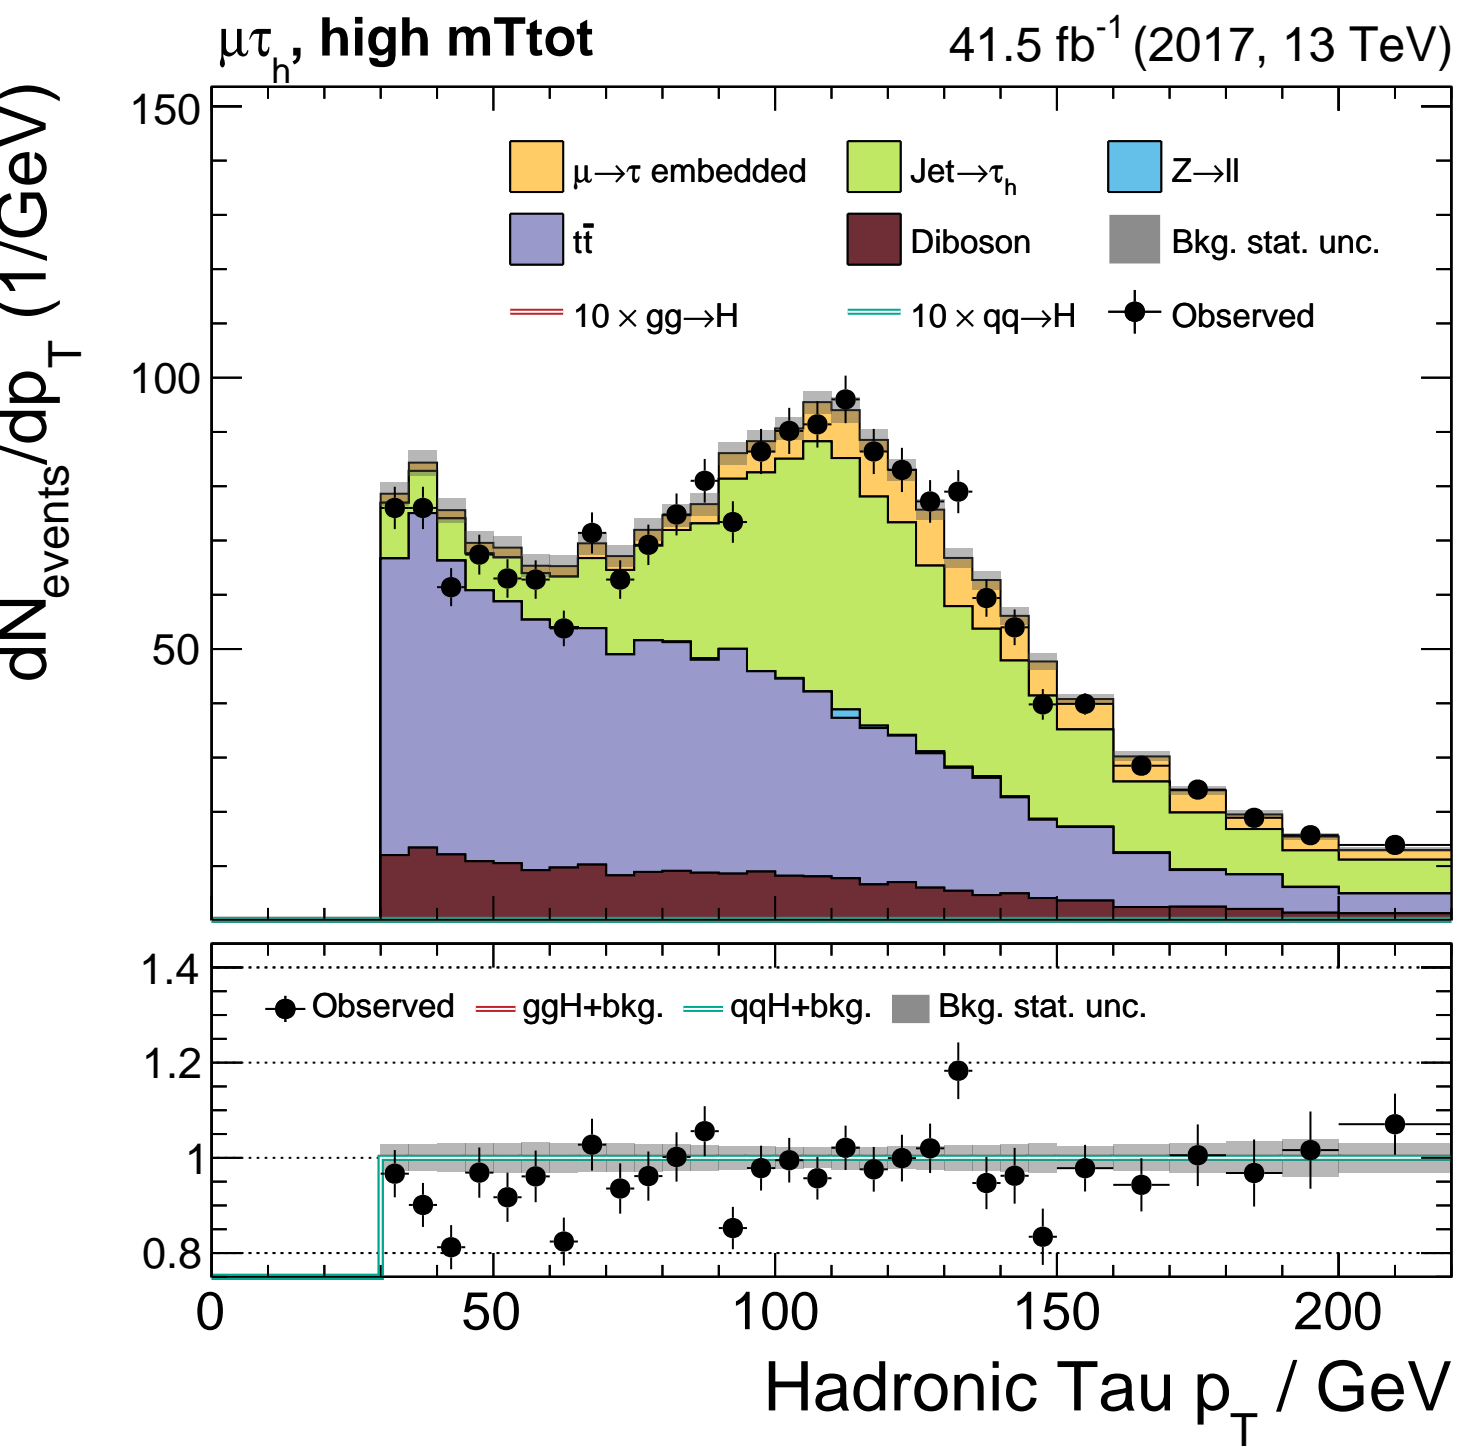 μτh, high mTtot
41.5 fb-1 (2017, 13 TeV)
dNevents/dpT (1/GeV)
150
100
50
μ→τ embedded
Jet→τh
Z→ll
tt̄
Diboson
Bkg. stat. unc.
10 × gg→H
10 × qq→H
Observed
1.4
1.2
1
0.8
Observed
ggH+bkg.
qqH+bkg.
Bkg. stat. unc.
0
50
100
150
200
Hadronic Tau pT / GeV